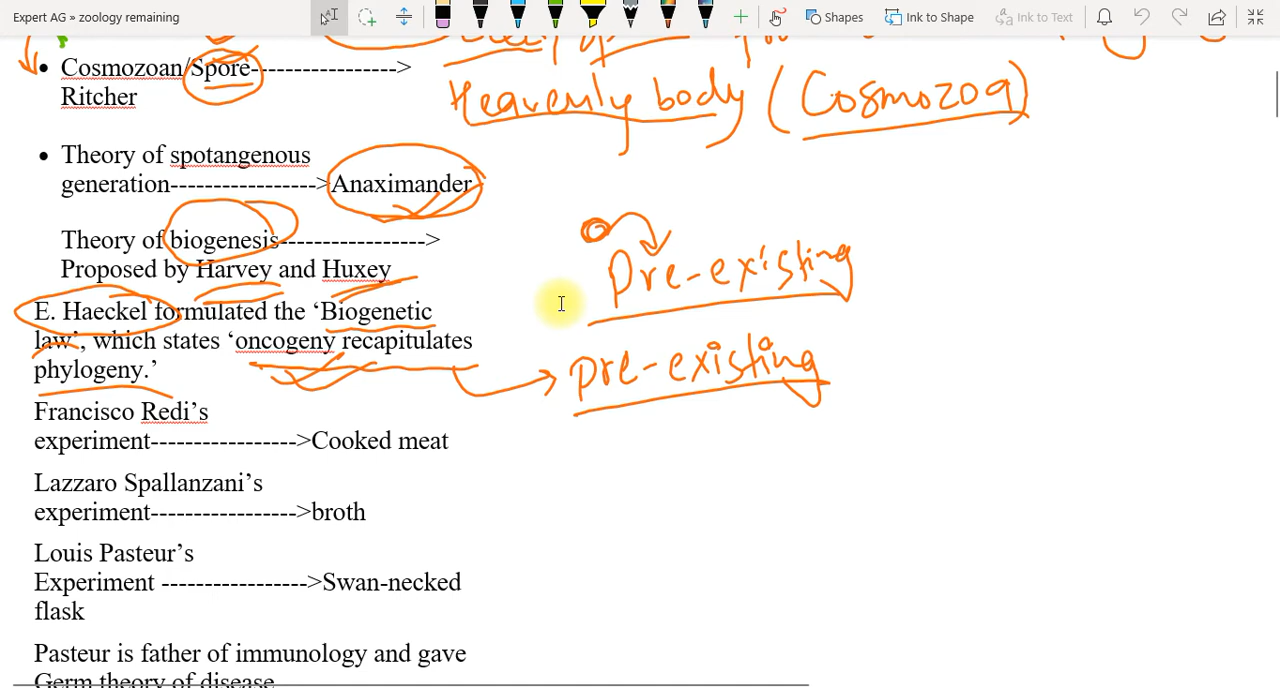 Expert AG » zoology remaining
Shapes
Ink to Shape
Ink to Text
• Cosmozoan/Spore----------------->
Ritcher
Heavenly body (Cosmozoa)
• Theory of spotangenous
generation----------------->Anaximander
Theory of biogenesis----------------->
Proposed by Harvey and Huxey
Pre-existing
E. Haeckel formulated the ‘Biogenetic
law’, which states ‘oncogeny recapitulates
phylogeny.’
pre-existing
Francisco Redi’s
experiment----------------->Cooked meat
Lazzaro Spallanzani’s
experiment----------------->broth
Louis Pasteur’s
Experiment ----------------->Swan-necked
flask
Pasteur is father of immunology and gave
Germ theory of disease